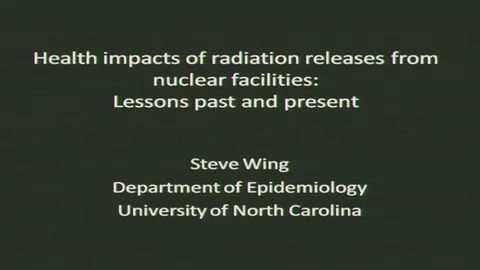 Health impacts of radiation releases from
nuclear facilities:
Lessons past and present
Steve Wing
Department of Epidemiology
University of North Carolina